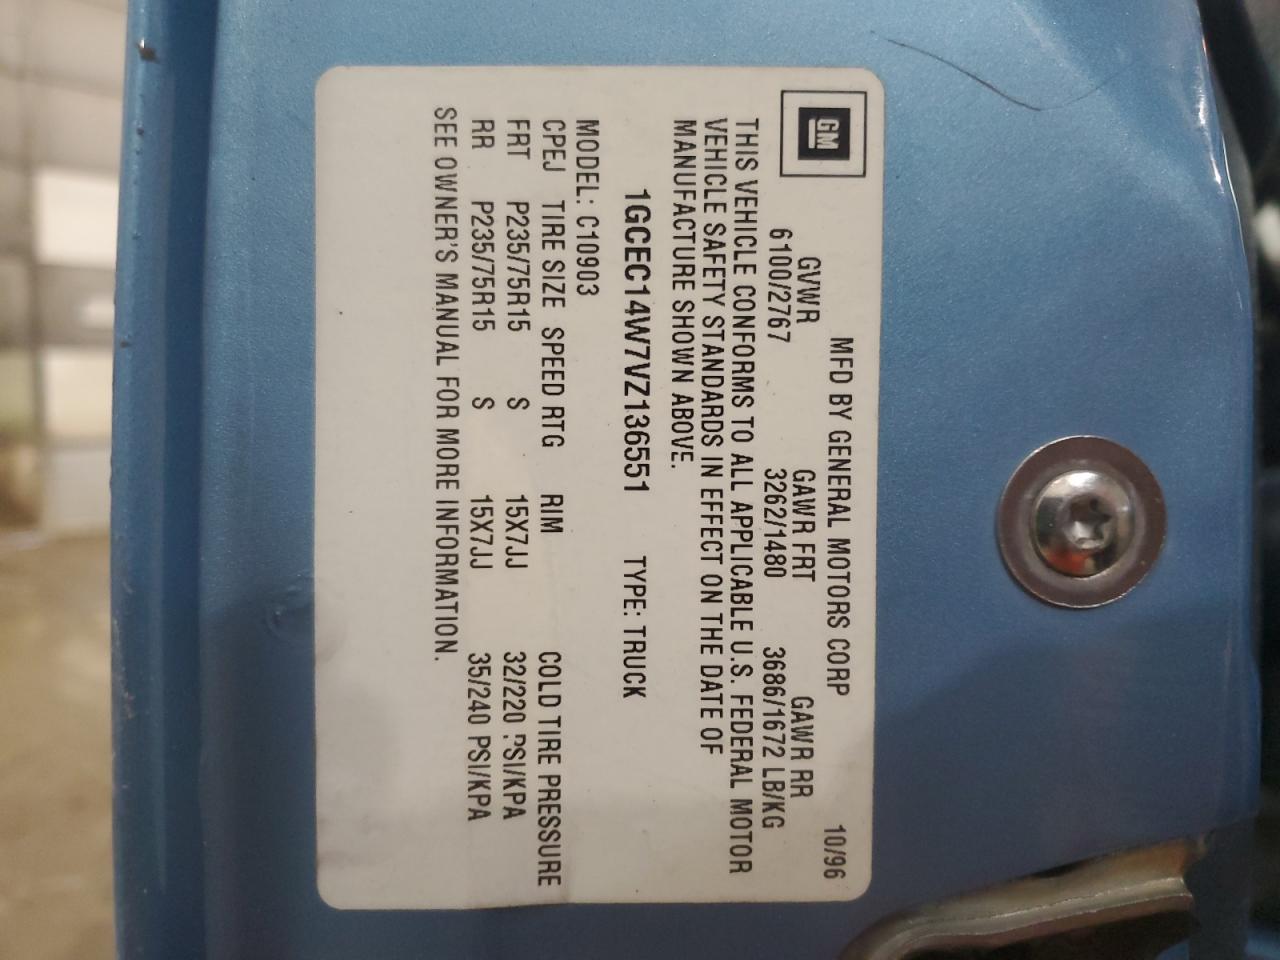 GM
MFD BY GENERAL MOTORS CORP 10/96
GVWR GAWR FRT GAWR RR
6100/2767 3262/1480 3686/1672 LB/KG
THIS VEHICLE CONFORMS TO ALL APPLICABLE U.S. FEDERAL MOTOR
VEHICLE SAFETY STANDARDS IN EFFECT ON THE DATE OF
MANUFACTURE SHOWN ABOVE.
1GCEC14W7VZ136551 TYPE: TRUCK
MODEL: C10903
CPEJ TIRE SIZE SPEED RTG RIM COLD TIRE PRESSURE
FRT P235/75R15 S 15X7JJ 32/220 PSI/KPA
RR P235/75R15 S 15X7JJ 35/240 PSI/KPA
SEE OWNER'S MANUAL FOR MORE INFORMATION.